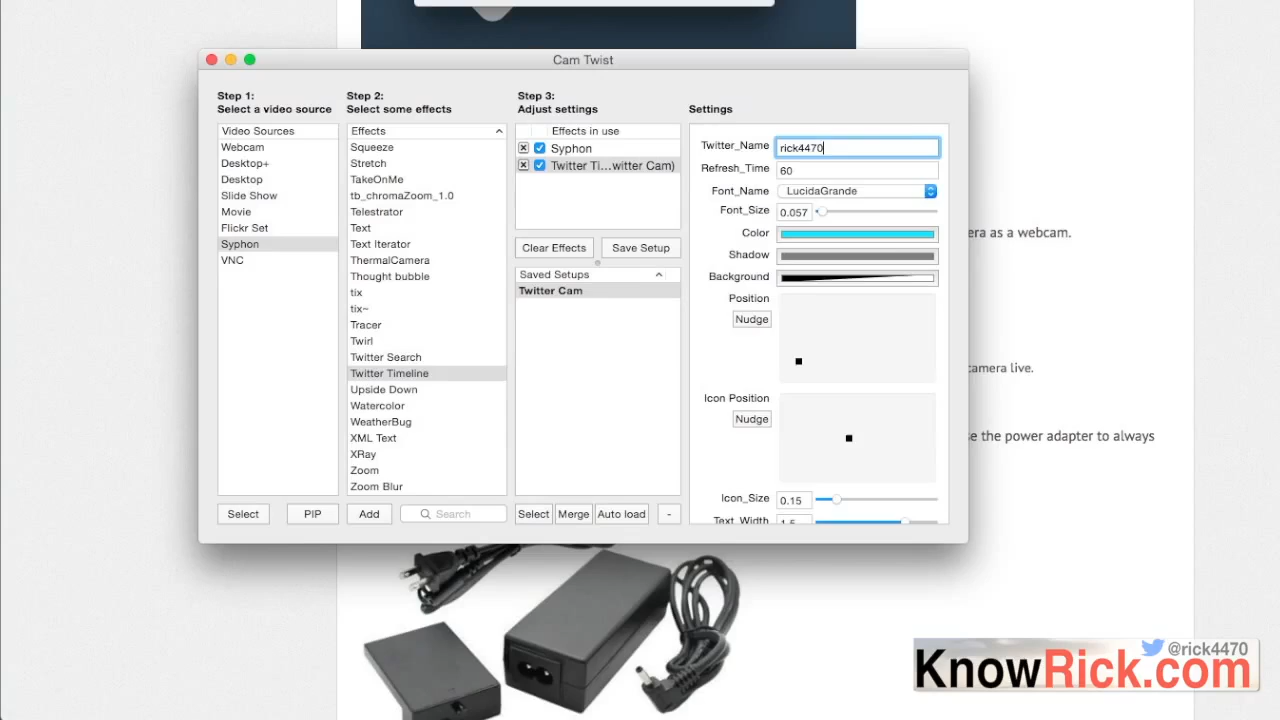 Cam Twist
Step 1:
Select a video source
Video Sources
Webcam
Desktop+
Desktop
Slide Show
Movie
Flickr Set
Syphon
VNC
Select
PIP
Step 2:
Select some effects
Effects
Squeeze
Stretch
TakeOnMe
tb_chromaZoom_1.0
Telestrator
Text
Text Iterator
ThermalCamera
Thought bubble
tix
tix~
Tracer
Twirl
Twitter Search
Twitter Timeline
Upside Down
Watercolor
WeatherBug
XML Text
XRay
Zoom
Zoom Blur
Add
Search
Step 3:
Adjust settings
Effects in use
Syphon
Twitter Ti...witter Cam)
Clear Effects
Save Setup
Saved Setups
Twitter Cam
Select
Merge
Auto load
-
Settings
Twitter_Name
rick4470
Refresh_Time
60
Font_Name
LucidaGrande
Font_Size
0.057
Color
Shadow
Background
Position
Nudge
Icon Position
Nudge
Icon_Size
0.15
Text_Width
1.5
era as a webcam.
camera live.
e the power adapter to always
@rick4470
KnowRick.com